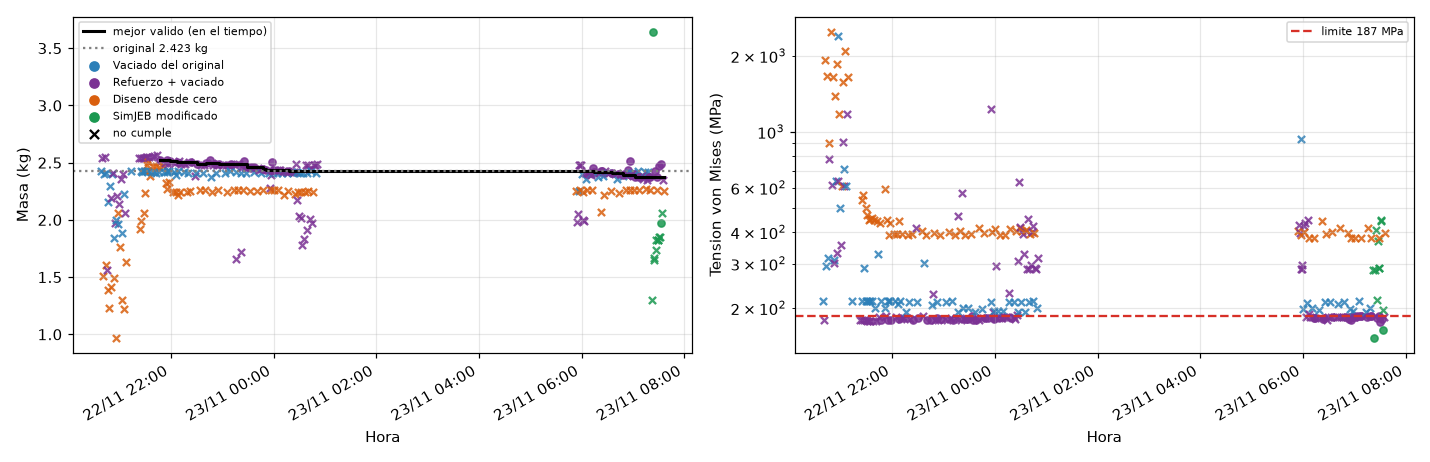 mejor valido (en el tiempo)
original 2.423 kg
Vaciado del original
Refuerzo + vaciado
Diseno desde cero
SimJEB modificado
no cumple
Masa (kg)
3.5
3.0
2.5
2.0
1.5
1.0
22/11 22:00
23/11 00:00
23/11 02:00
23/11 04:00
23/11 06:00
23/11 08:00
Hora
limite 187 MPa
Tension von Mises (MPa)
2 × 10³
10³
6 × 10²
4 × 10²
3 × 10²
2 × 10²
22/11 22:00
23/11 00:00
23/11 02:00
23/11 04:00
23/11 06:00
23/11 08:00
Hora